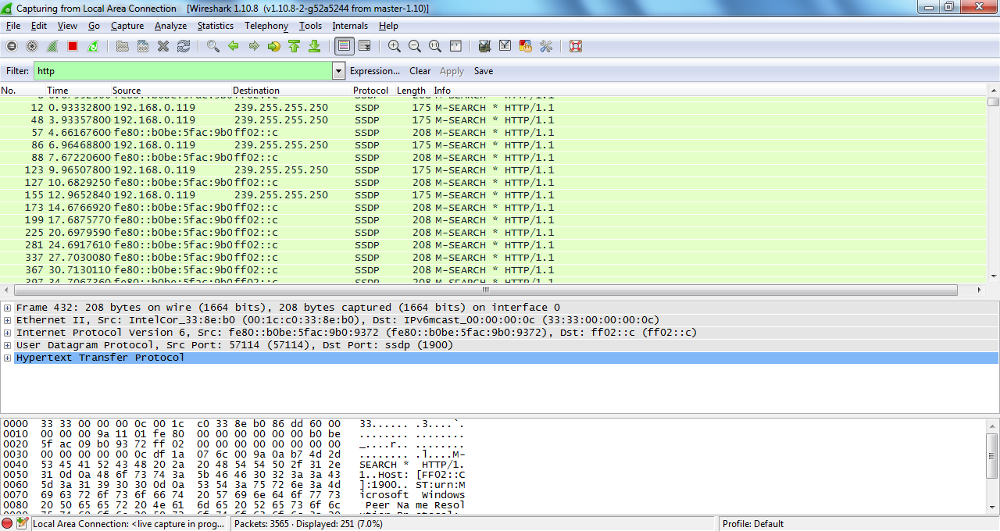 Capturing from Local Area Connection [Wireshark 1.10.8 (v1.10.8-2-g52a5244 from master-1.10)]
File Edit View Go Capture Analyze Statistics Telephony Tools Internals Help
Filter: http Expression... Clear Apply Save
No. Time Source Destination Protocol Length Info
12 0.93332800 192.168.0.119 239.255.255.250 SSDP 175 M-SEARCH * HTTP/1.1
48 3.93357800 192.168.0.119 239.255.255.250 SSDP 175 M-SEARCH * HTTP/1.1
57 4.66167600 fe80::b0be:5fac:9b0 ff02::c SSDP 208 M-SEARCH * HTTP/1.1
86 6.96468800 192.168.0.119 239.255.255.250 SSDP 175 M-SEARCH * HTTP/1.1
88 7.67220600 fe80::b0be:5fac:9b0 ff02::c SSDP 208 M-SEARCH * HTTP/1.1
123 9.96507800 192.168.0.119 239.255.255.250 SSDP 175 M-SEARCH * HTTP/1.1
127 10.6829250 fe80::b0be:5fac:9b0 ff02::c SSDP 208 M-SEARCH * HTTP/1.1
155 12.9652840 192.168.0.119 239.255.255.250 SSDP 175 M-SEARCH * HTTP/1.1
173 14.6766920 fe80::b0be:5fac:9b0 ff02::c SSDP 208 M-SEARCH * HTTP/1.1
199 17.6875770 fe80::b0be:5fac:9b0 ff02::c SSDP 208 M-SEARCH * HTTP/1.1
225 20.6979590 fe80::b0be:5fac:9b0 ff02::c SSDP 208 M-SEARCH * HTTP/1.1
281 24.6917610 fe80::b0be:5fac:9b0 ff02::c SSDP 208 M-SEARCH * HTTP/1.1
337 27.7030080 fe80::b0be:5fac:9b0 ff02::c SSDP 208 M-SEARCH * HTTP/1.1
367 30.7130110 fe80::b0be:5fac:9b0 ff02::c SSDP 208 M-SEARCH * HTTP/1.1
397 34.7067360 fe80::b0be:5fac:9b0 ff02::c SSDP 208 M-SEARCH * HTTP/1.1
Frame 432: 208 bytes on wire (1664 bits), 208 bytes captured (1664 bits) on interface 0
Ethernet II, Src: IntelCor_33:8e:b0 (00:1c:c0:33:8e:b0), Dst: IPv6mcast_00:00:00:0c (33:33:00:00:00:0c)
Internet Protocol Version 6, Src: fe80::b0be:5fac:9b0:9372 (fe80::b0be:5fac:9b0:9372), Dst: ff02::c (ff02::c)
User Datagram Protocol, Src Port: 57114 (57114), Dst Port: ssdp (1900)
Hypertext Transfer Protocol
0000 33 33 00 00 00 0c 00 1c c0 33 8e b0 86 dd 60 00 33...... .3....`.
0010 00 00 00 9a 11 01 fe 80 00 00 00 00 00 00 b0 be ........ ........
0020 5f ac 09 b0 93 72 ff 02 00 00 00 00 00 00 00 00 _....r.. ........
0030 00 00 00 00 00 0c df 1a 07 6c 00 9a 0a b7 4d 2d ........ .l....M-
0040 53 45 41 52 43 48 20 2a 20 48 54 54 50 2f 31 2e SEARCH * HTTP/1.
0050 31 0d 0a 48 6f 73 74 3a 5b 46 46 30 32 3a 3a 43 1..Host: [FF02::C
0060 5d 3a 31 39 30 30 0d 0a 53 54 3a 75 72 6e 3a 4d ]:1900.. ST:urn:M
0070 69 63 72 6f 73 6f 66 74 20 57 69 6e 64 6f 77 73 icrosoft Windows
0080 20 50 65 65 72 20 4e 61 6d 65 20 52 65 73 6f 6c Peer Na me Resol
Local Area Connection: <live capture in prog... Packets: 3565 · Displayed: 251 (7.0%) Profile: Default